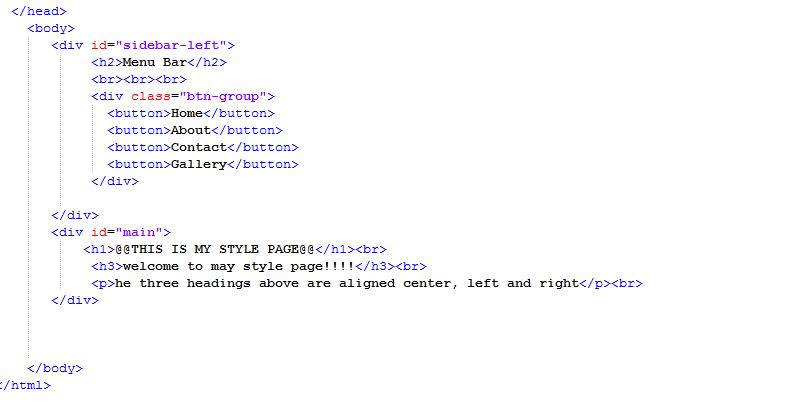 </head>
<body>
<div id="sidebar-left">
<h2>Menu Bar</h2>
<br><br><br>
<div class="btn-group">
<button>Home</button>
<button>About</button>
<button>Contact</button>
<button>Gallery</button>
</div>
</div>
<div id="main">
<h1>@@THIS IS MY STYLE PAGE@@</h1><br>
<h3>welcome to may style page!!!!</h3><br>
<p>he three headings above are aligned center, left and right</p><br>
</div>
</body>
</html>